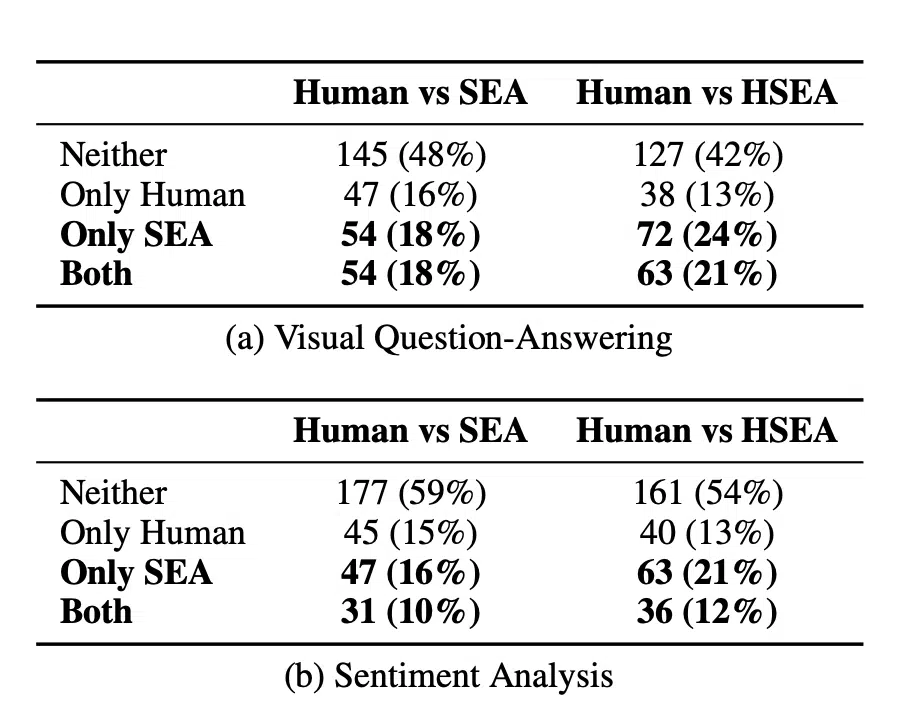 Human vs SEA Human vs HSEA
Neither 145 (48%) 127 (42%)
Only Human 47 (16%) 38 (13%)
Only SEA 54 (18%) 72 (24%)
Both 54 (18%) 63 (21%)
(a) Visual Question-Answering
Human vs SEA Human vs HSEA
Neither 177 (59%) 161 (54%)
Only Human 45 (15%) 40 (13%)
Only SEA 47 (16%) 63 (21%)
Both 31 (10%) 36 (12%)
(b) Sentiment Analysis